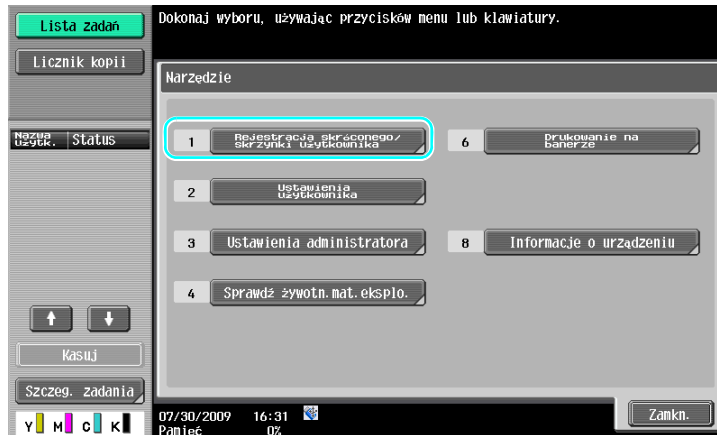 Lista zadań
Licznik kopii
Nazwa użytk.
Status
Kasuj
Szczeg. zadania
Y M C K
Dokonaj wyboru, używając przycisków menu lub klawiatury.
Narzędzie
1 Rejestracja skróconego/
skrzynki użytkownika
2 Ustawienia
użytkownika
3 Ustawienia administratora
4 Sprawdź żywotn.mat.eksplo.
6 Drukowanie na
banerze
8 Informacje o urządzeniu
07/30/2009 16:31
Pamięć 0%
Zamkn.